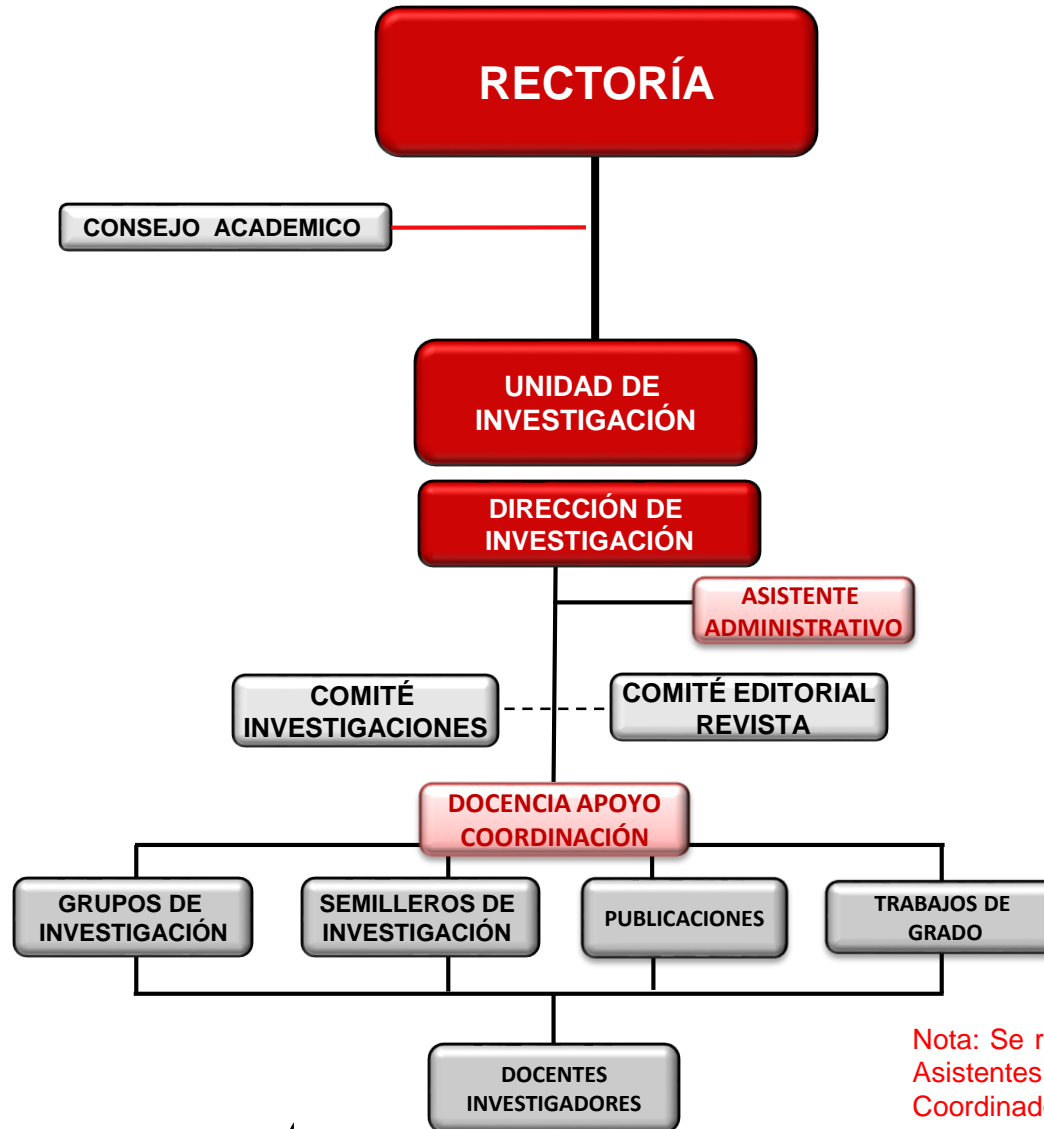 RECTORÍA
CONSEJO ACADEMICO
UNIDAD DE
INVESTIGACIÓN
DIRECCIÓN DE
INVESTIGACIÓN
ASISTENTE
ADMINISTRATIVO
COMITÉ
INVESTIGACIONES
COMITÉ EDITORIAL
REVISTA
DOCENCIA APOYO
COORDINACIÓN
GRUPOS DE
INVESTIGACIÓN
SEMILLEROS DE
INVESTIGACIÓN
PUBLICACIONES
TRABAJOS DE
GRADO
DOCENTES
INVESTIGADORES
Nota: Se
Asistentes